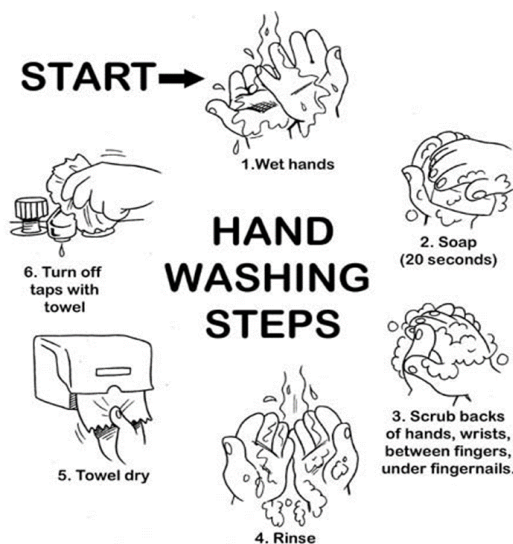 START
1.Wet hands
2. Soap
(20 seconds)
3. Scrub backs
of hands, wrists,
between fingers,
under fingernails.
4. Rinse
5. Towel dry
6. Turn off
taps with
towel
HAND
WASHING
STEPS